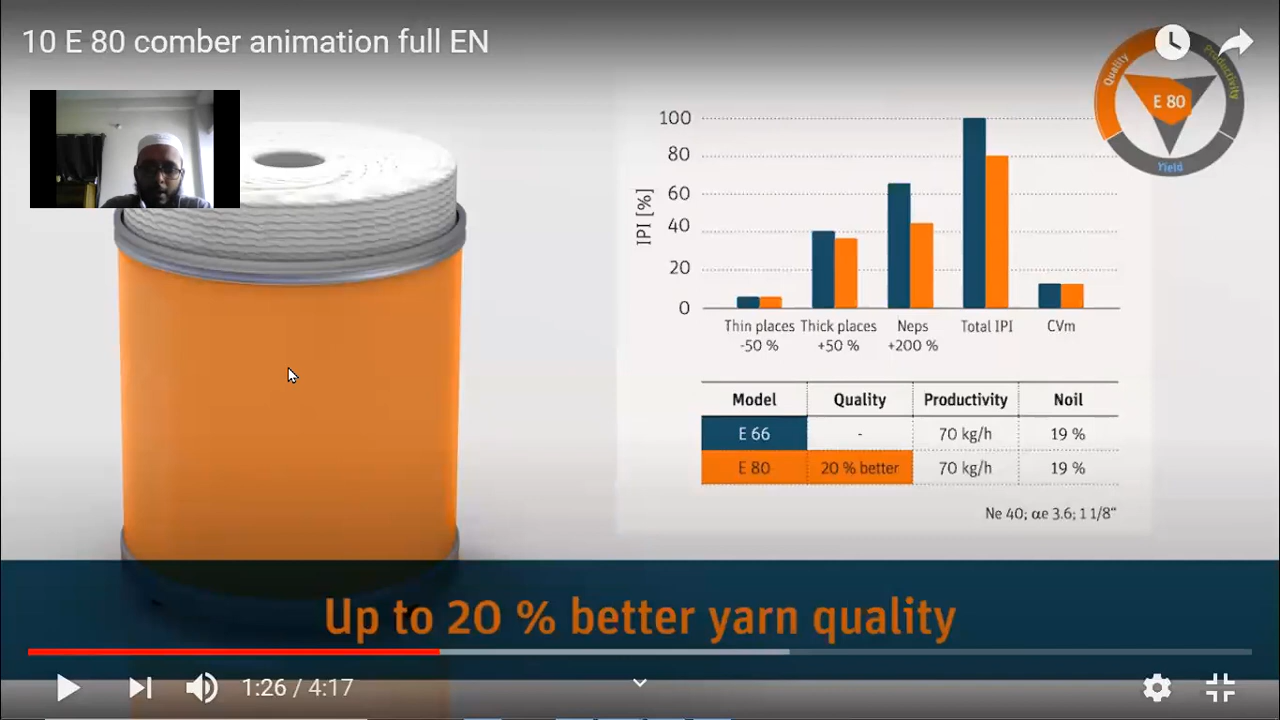 10 E 80 comber animation full EN
Quality
Productivity
E 80
Yield
IPI [%]
100
80
60
40
20
0
Thin places Thick places Neps Total IPI CVm
-50 % +50 % +200 %
Model Quality Productivity Noil
E 66 - 70 kg/h 19 %
E 80 20 % better 70 kg/h 19 %
Ne 40; αe 3.6; 1 1/8"
Up to 20 % better yarn quality
1:26 / 4:17